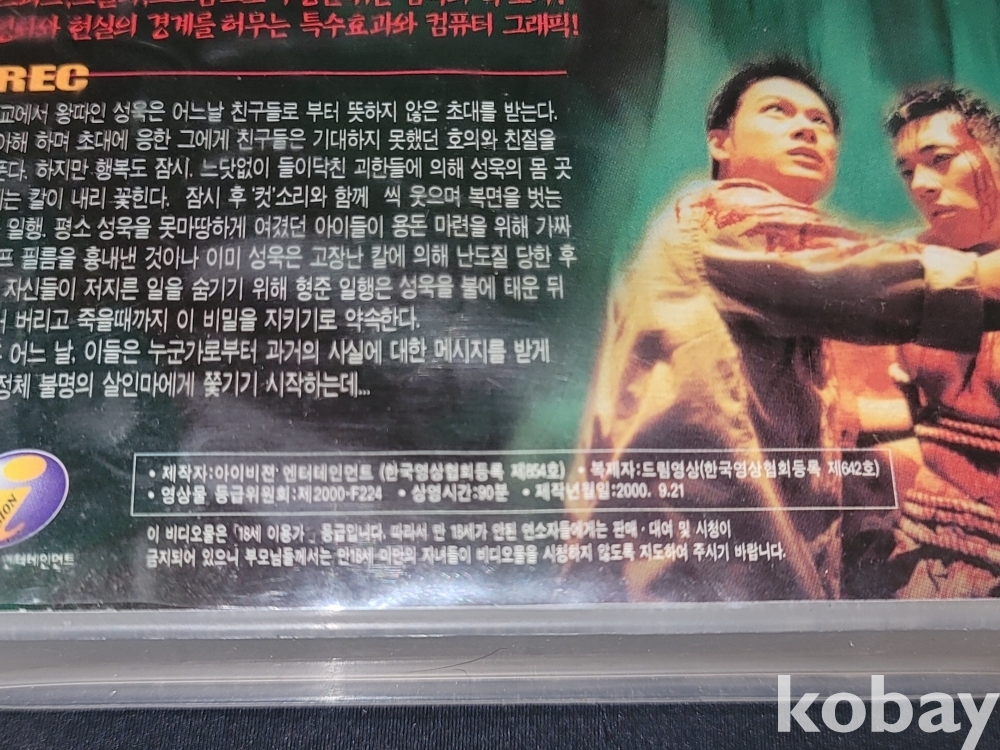 현실의 경계를 허무는 특수효과와 컴퓨터 그래픽!
REC
교에서 왕따인 성욱은 어느날 친구들로 부터 뜻하지 않은 초대를 받는다.
아해 하며 초대에 응한 그에게 친구들은 기대하지 못했던 호의와 친절을
푼다. 하지만 행복도 잠시. 느닷없이 들이닥친 괴한들에 의해 성욱의 몸 곳
에는 칼이 내리 꽂힌다. 잠시 후 '컷'소리와 함께 씩 웃으며 복면을 벗는
일행. 평소 성욱을 못마땅하게 여겼던 아이들이 용돈 마련을 위해 가짜
프 필름을 흉내낸 것이나 이미 성욱은 고장난 칼에 의해 난도질 당한 후
자신들이 저지른 일을 숨기기 위해 형준 일행은 성욱을 불에 태운 뒤
버리고 죽을때까지 이 비밀을 지키기로 약속한다.
어느 날, 이들은 누군가로부터 과거의 사실에 대한 메시지를 받게
정체 불명의 살인마에게 쫓기기 시작하는데...
• 제작자:아이비젼 엔터테인먼트 (한국영상협회등록 제854호) • 복제자:드림영상(한국영상협회등록 제642호)
• 영상물 등급위원회:제2000-F224 • 상영시간:90분 • 제작년월일:2000. 9.21
이 비디오물은 「18세 이용가」 등급입니다. 따라서 만 18세가 안된 연소자들에게는 판매·대여 및 시청이
금지되어 있으니 부모님들께서는 만18세 미만의 자녀들이 비디오물을 시청하지 않도록 지도하여 주시기 바랍니다.
엔터테인먼트
kobay